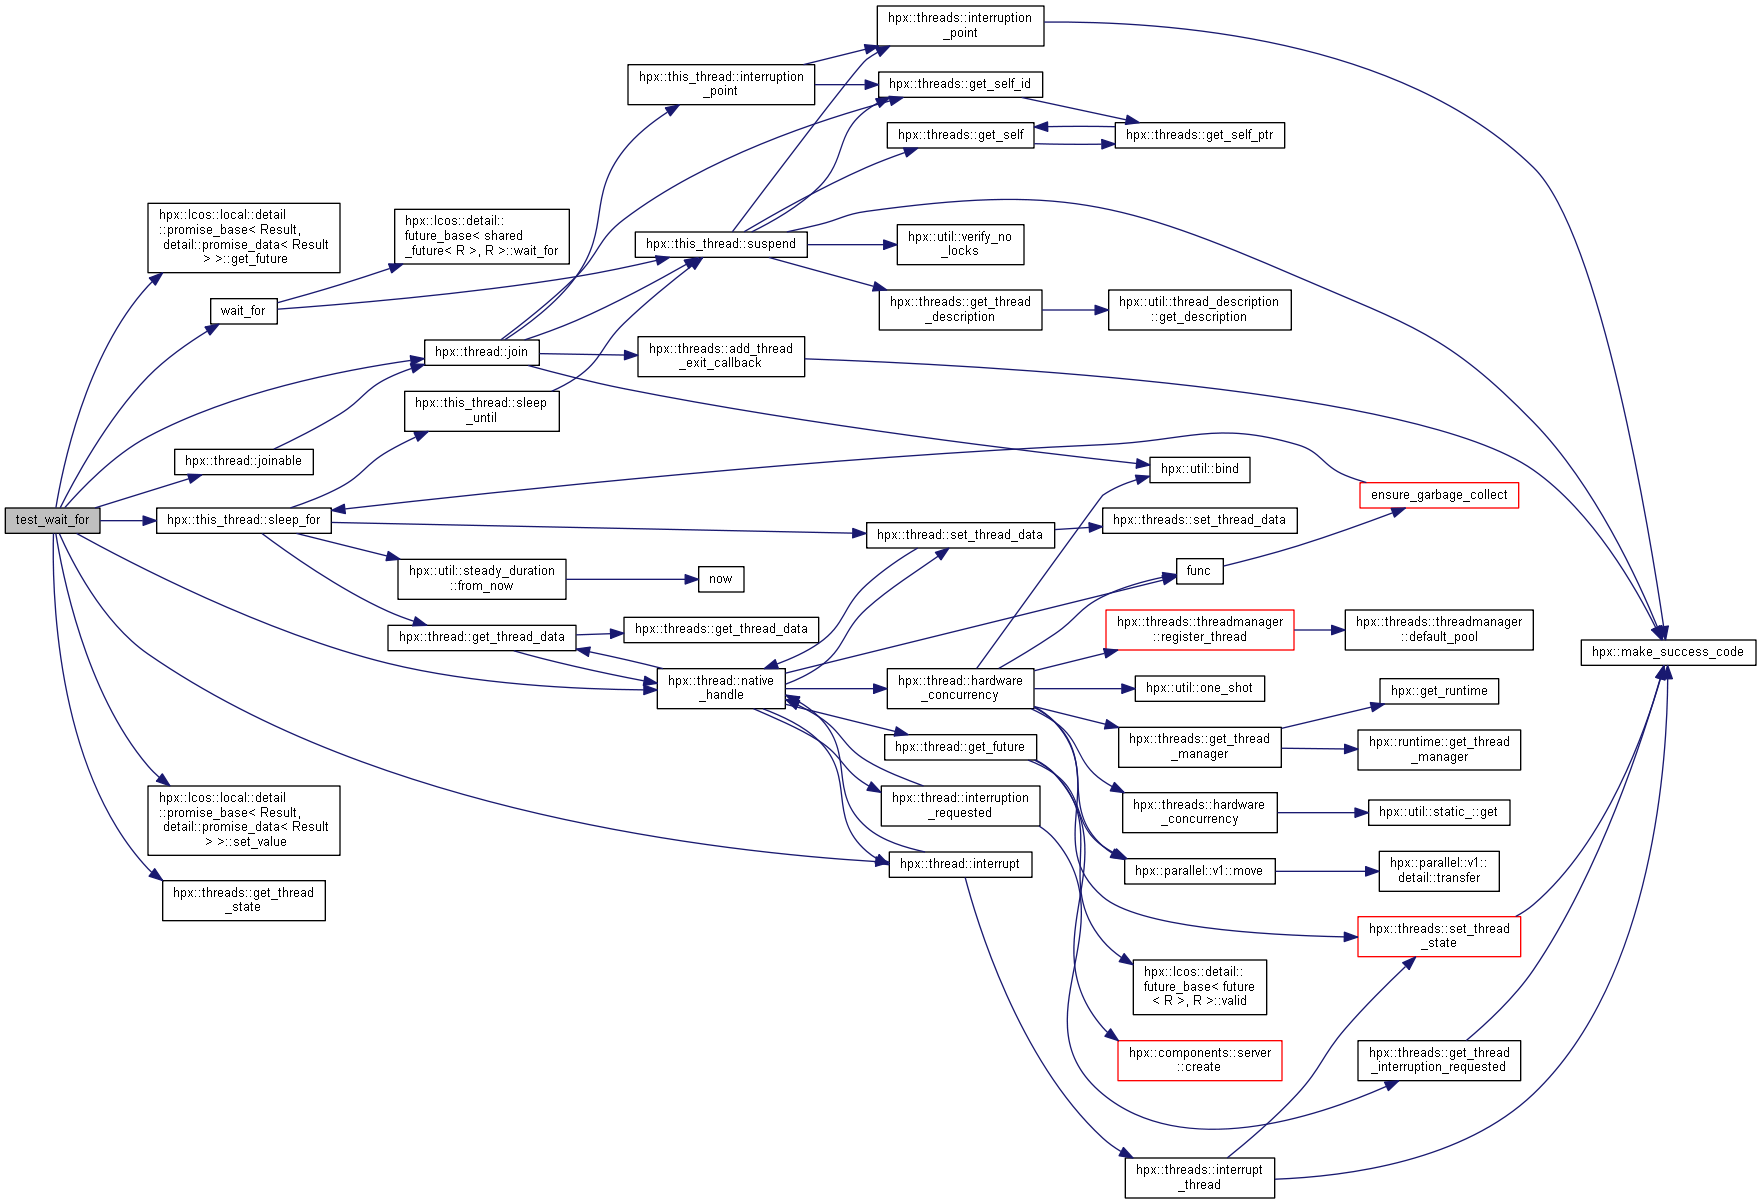 hpx::threads::interruption
_point
hpx::this_thread::interruption
_point
hpx::threads::get_self_id
hpx::threads::get_self
hpx::threads::get_self_ptr
hpx::lcos::local::detail
::promise_base< Result,
detail::promise_data< Result
> >::get_future
hpx::lcos::detail::
future_base< shared
_future< R >, R >::wait_for
hpx::this_thread::suspend
hpx::util::verify_no
_locks
wait_for
hpx::threads::get_thread
_description
hpx::util::thread_description
::get_description
hpx::thread::join
hpx::threads::add_thread
_exit_callback
hpx::this_thread::sleep
_until
hpx::thread::joinable
hpx::util::bind
ensure_garbage_collect
test_wait_for
hpx::this_thread::sleep_for
hpx::thread::set_thread_data
hpx::threads::set_thread_data
hpx::util::steady_duration
::from_now
now
func
hpx::thread::get_thread_data
hpx::threads::get_thread_data
hpx::threads::threadmanager
::register_thread
hpx::threads::threadmanager
::default_pool
hpx::make_success_code
hpx::thread::native
_handle
hpx::thread::hardware
_concurrency
hpx::util::one_shot
hpx::get_runtime
hpx::thread::get_future
hpx::threads::get_thread
_manager
hpx::runtime::get_thread
_manager
hpx::lcos::local::detail
::promise_base< Result,
detail::promise_data< Result
> >::set_value
hpx::thread::interruption
_requested
hpx::threads::hardware
_concurrency
hpx::util::static_::get
hpx::thread::interrupt
hpx::parallel::v1::move
hpx::parallel::v1::
detail::transfer
hpx::threads::get_thread
_state
hpx::threads::set_thread
_state
hpx::lcos::detail::
future_base< future
< R >, R >::valid
hpx::components::server
::create
hpx::threads::get_thread
_interruption_requested
hpx::threads::interrupt
_thread